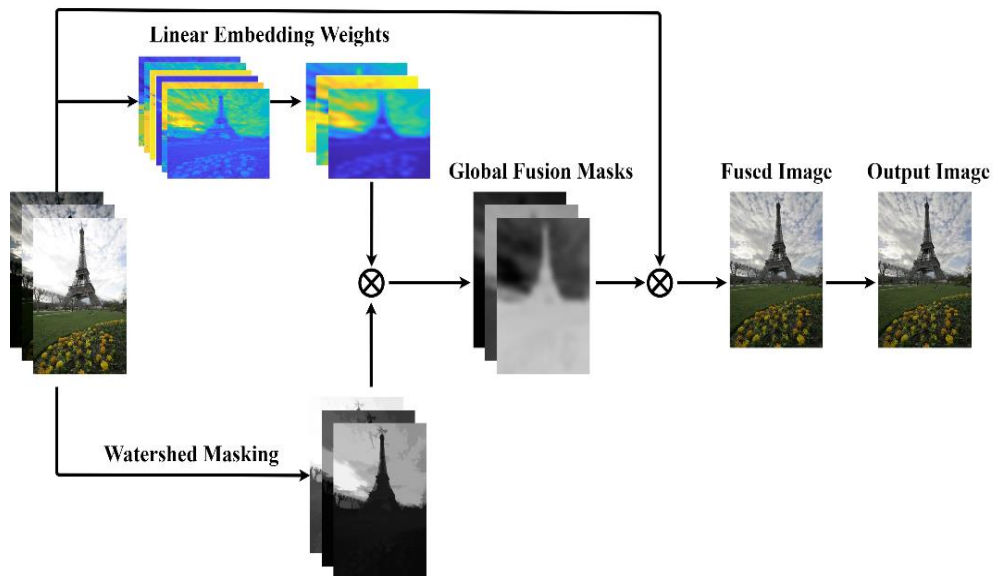 Linear Embedding Weights
Global Fusion Masks
Fused Image
Output Image
Watershed Masking